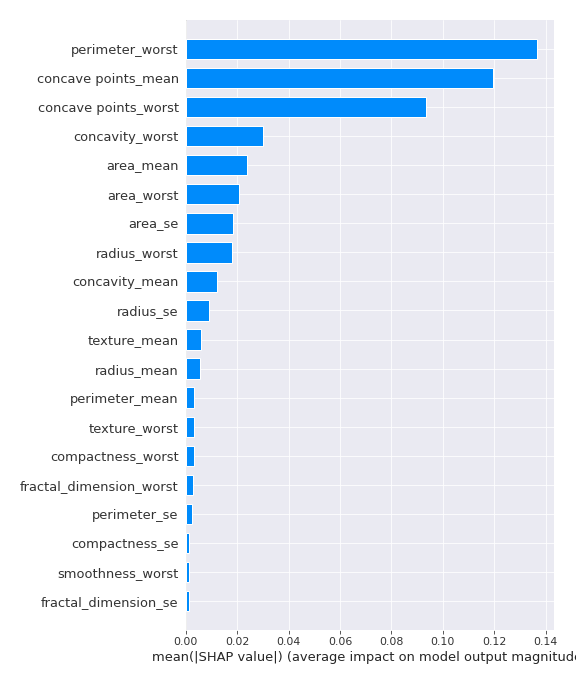 perimeter_worst
concave points_mean
concave points_worst
concavity_worst
area_mean
area_worst
area_se
radius_worst
concavity_mean
radius_se
texture_mean
radius_mean
perimeter_mean
texture_worst
compactness_worst
fractal_dimension_worst
perimeter_se
compactness_se
smoothness_worst
fractal_dimension_se
0.00 0.02 0.04 0.06 0.08 0.10 0.12 0.14
mean(|SHAP value|) (average impact on model output magnitude